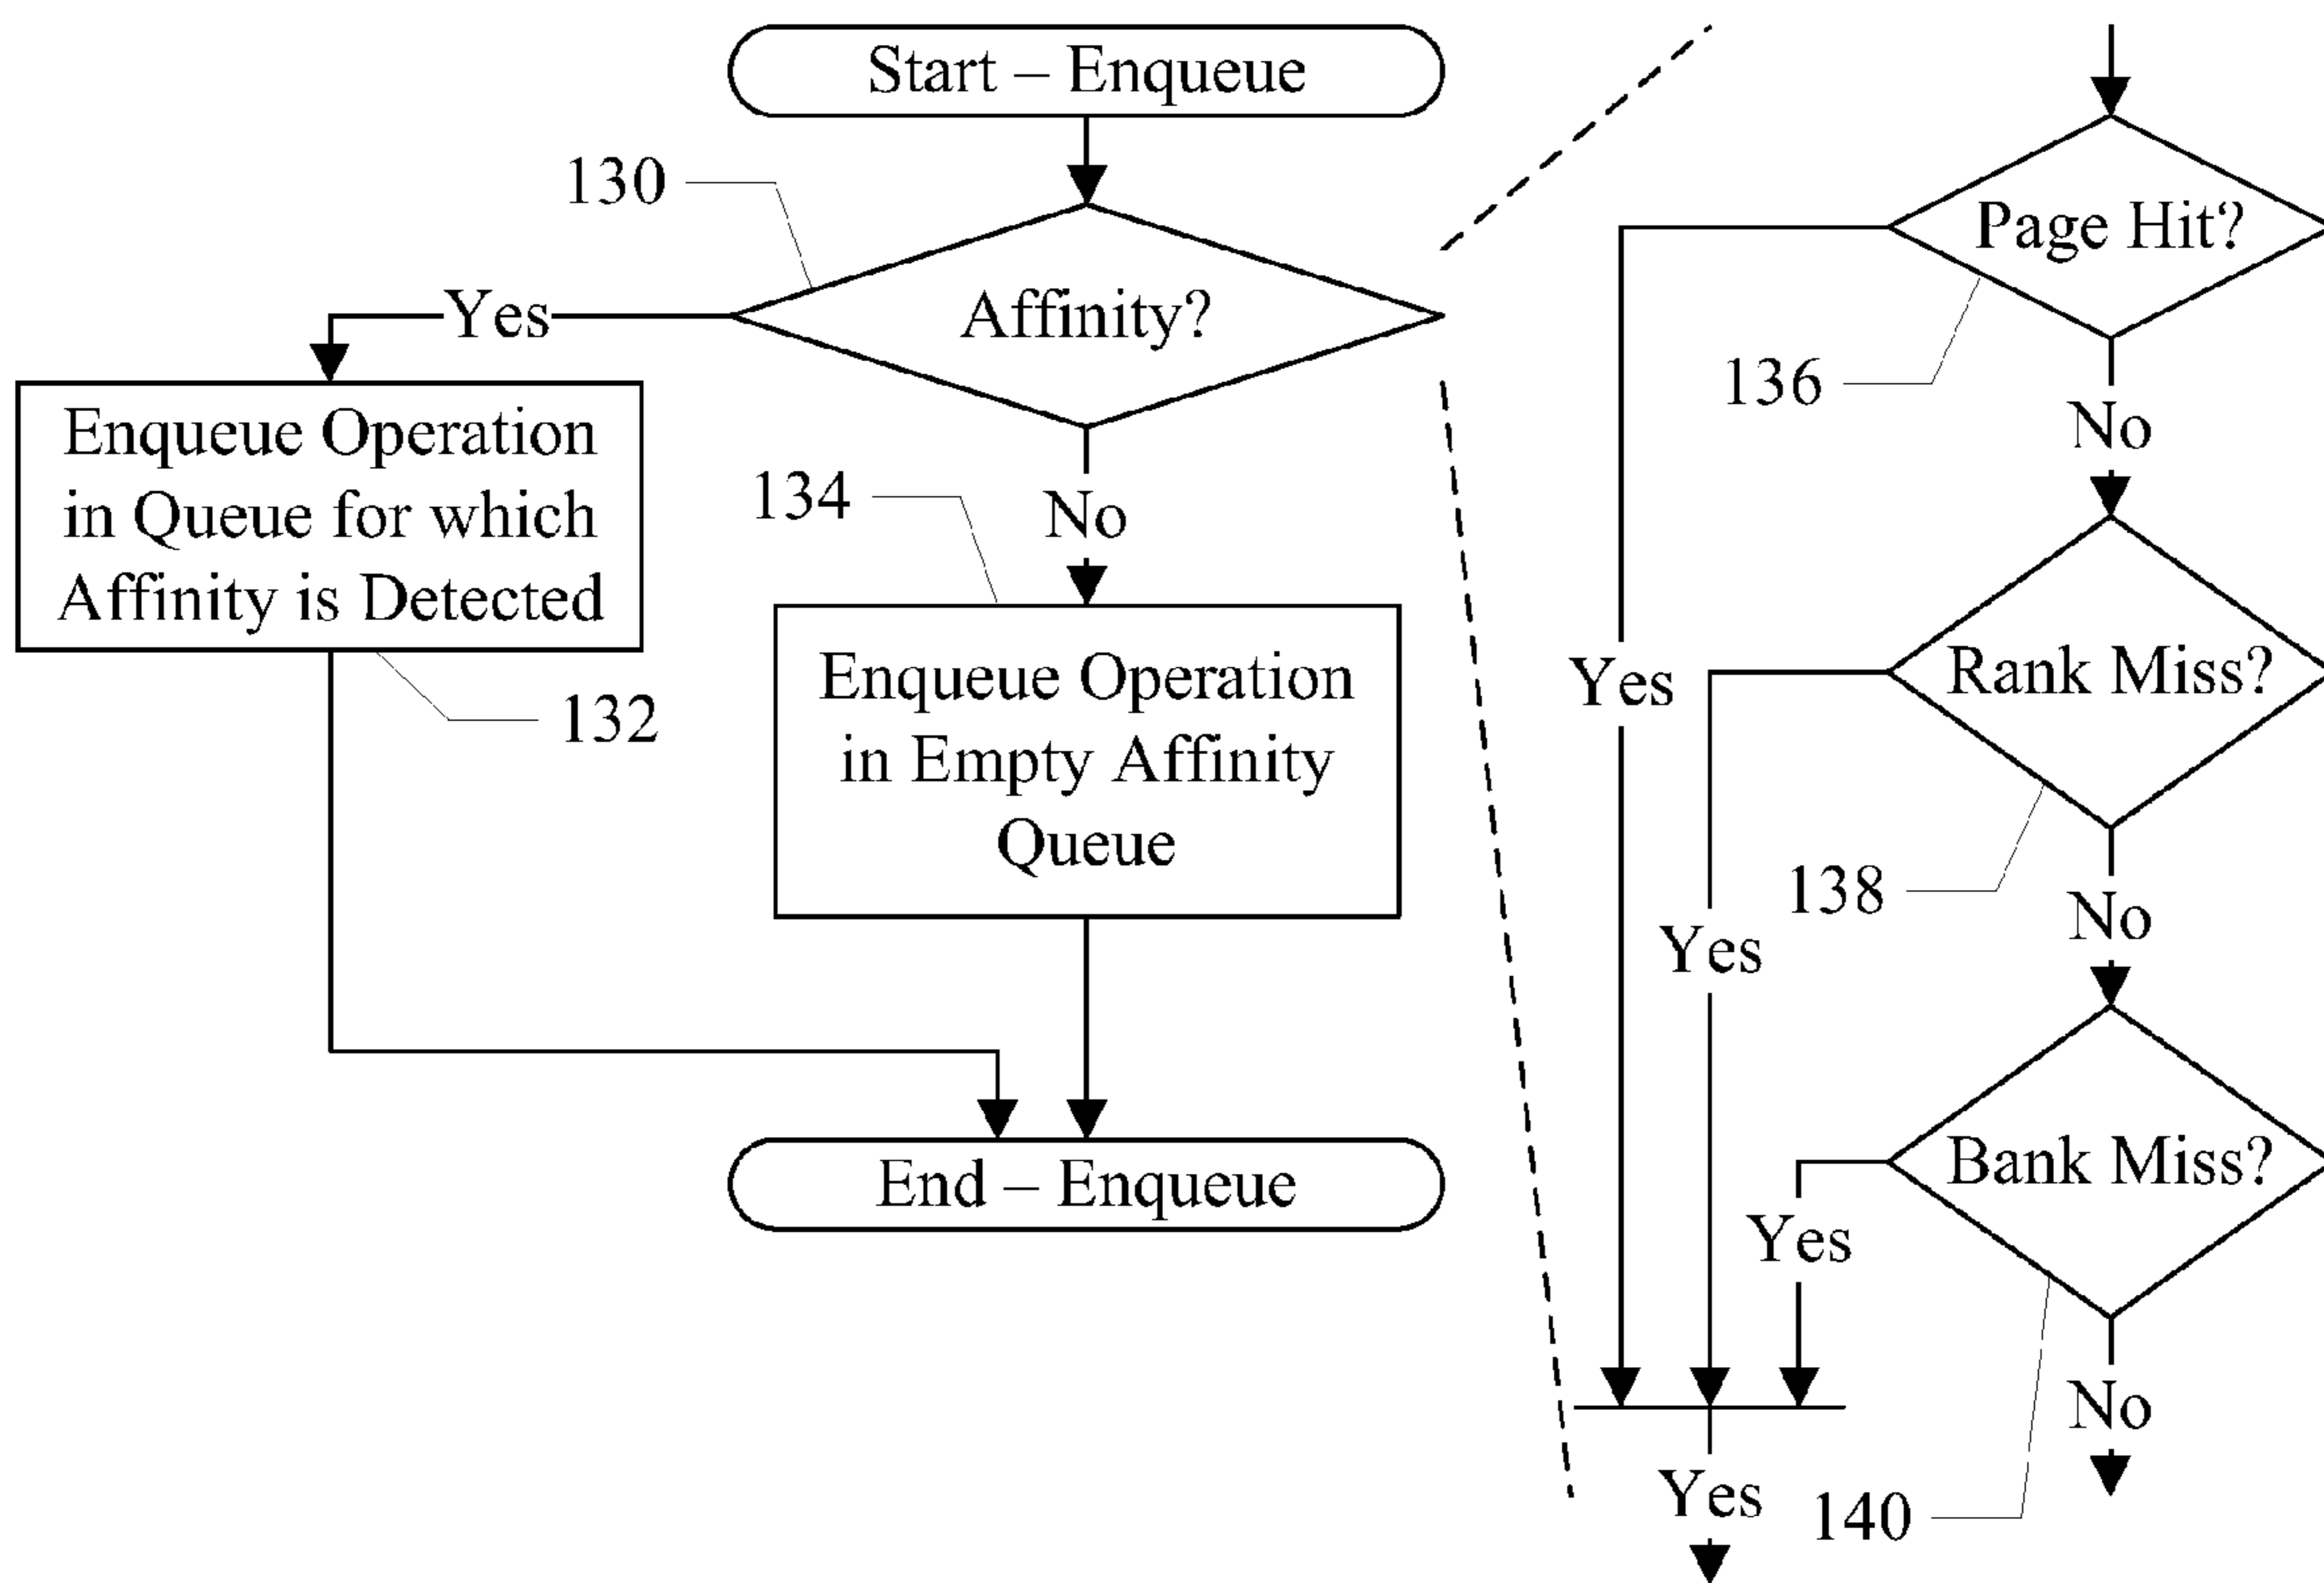 Start – Enqueue
130
Affinity?
Yes
Enqueue Operation
in Queue for which
Affinity is Detected
132
134
No
Enqueue Operation
in Empty Affinity
Queue
End – Enqueue
Page Hit?
136
No
Yes
Rank Miss?
138
No
Yes
Bank Miss?
Yes
140
No
Yes